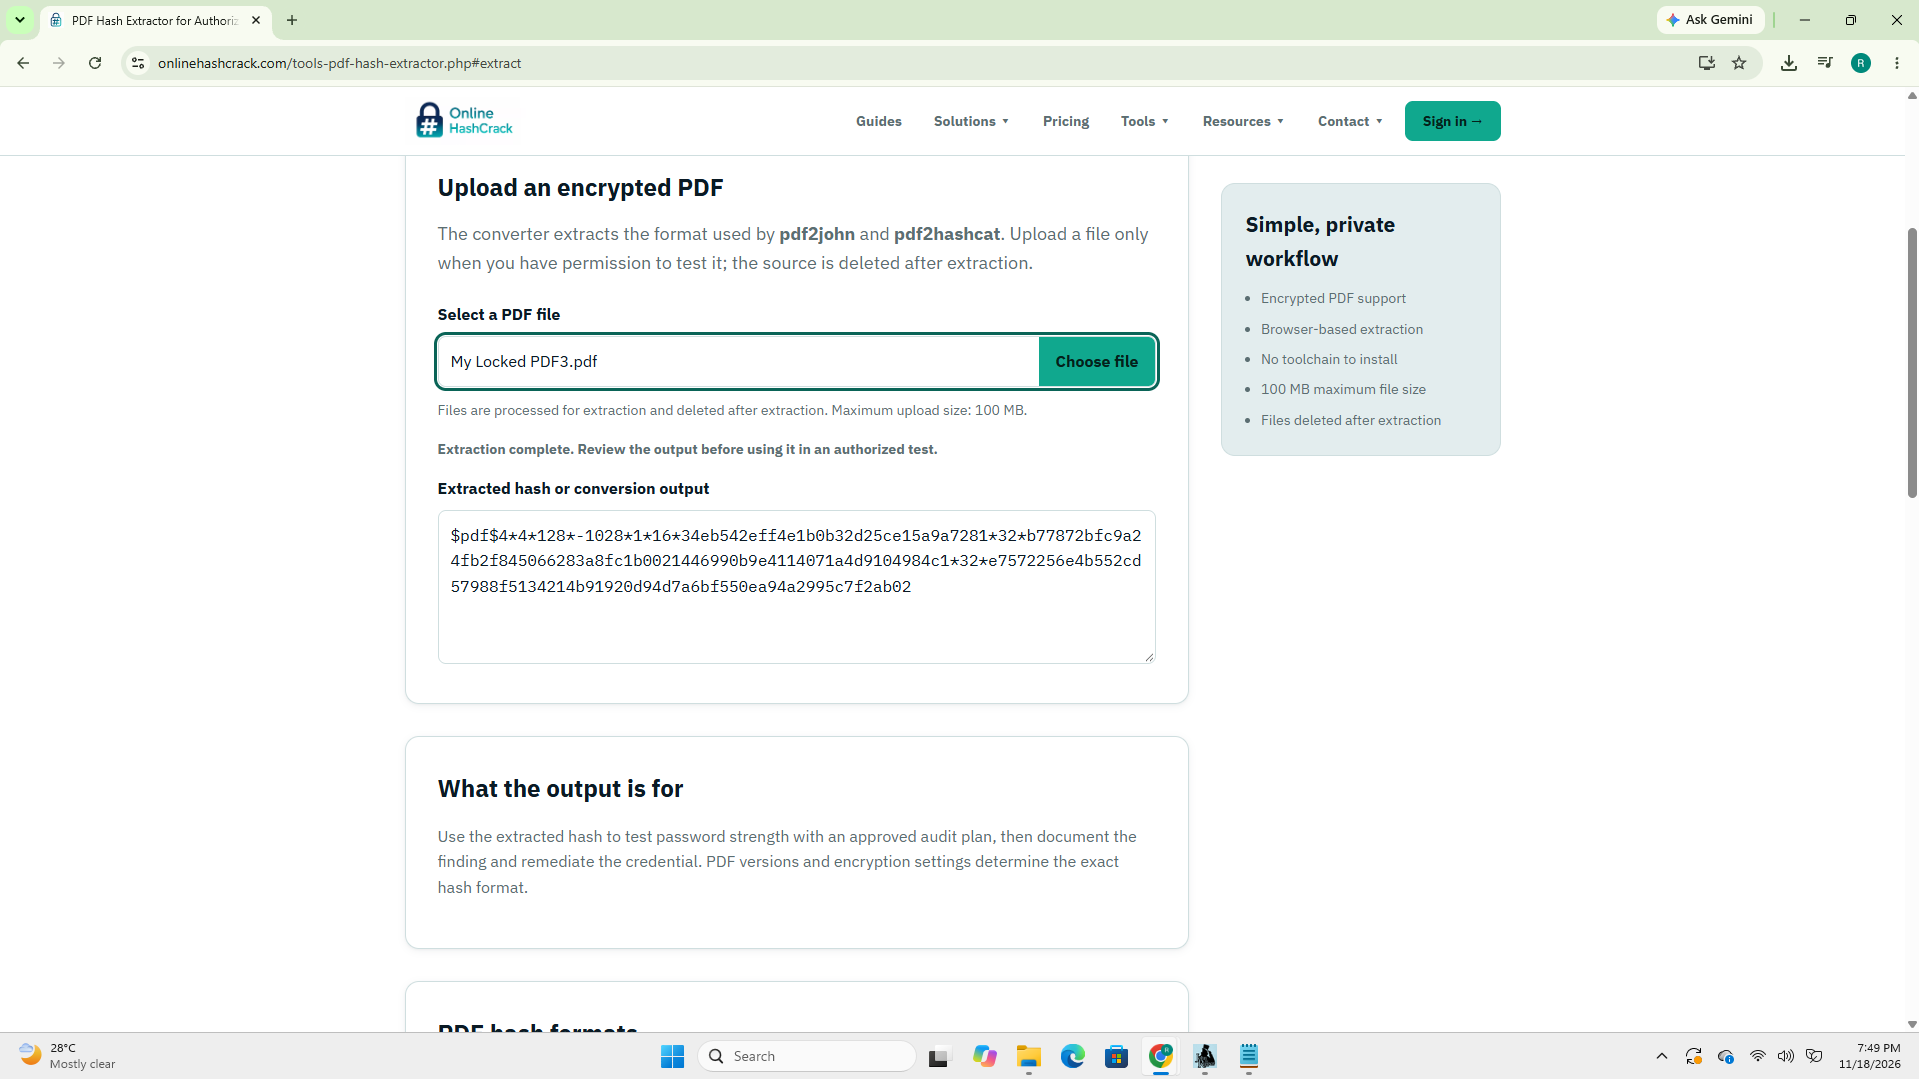 PDF Hash Extractor for Authoriz
Ask Gemini
onlinehashcrack.com/tools-pdf-hash-extractor.php#extract
R
Online
HashCrack
Guides
Solutions
Pricing
Tools
Resources
Contact
Sign in →
Upload an encrypted PDF
The converter extracts the format used by pdf2john and pdf2hashcat. Upload a file only
when you have permission to test it; the source is deleted after extraction.
Select a PDF file
My Locked PDF3.pdf
Choose file
Files are processed for extraction and deleted after extraction. Maximum upload size: 100 MB.
Extraction complete. Review the output before using it in an authorized test.
Extracted hash or conversion output
$pdf$4*4*128*-1028*1*16*34eb542eff4e1b0b32d25ce15a9a7281*32*b77872bfc9a2
4fb2f845066283a8fc1b0021446990b9e4114071a4d9104984c1*32*e7572256e4b552cd
57988f5134214b91920d94d7a6bf550ea94a2995c7f2ab02
Simple, private
workflow
• Encrypted PDF support
• Browser-based extraction
• No toolchain to install
• 100 MB maximum file size
• Files deleted after extraction
What the output is for
Use the extracted hash to test password strength with an approved audit plan, then document the
finding and remediate the credential. PDF versions and encryption settings determine the exact
hash format.
PDF hash formats
28°C
Mostly clear
Search
7:49 PM
11/18/2026